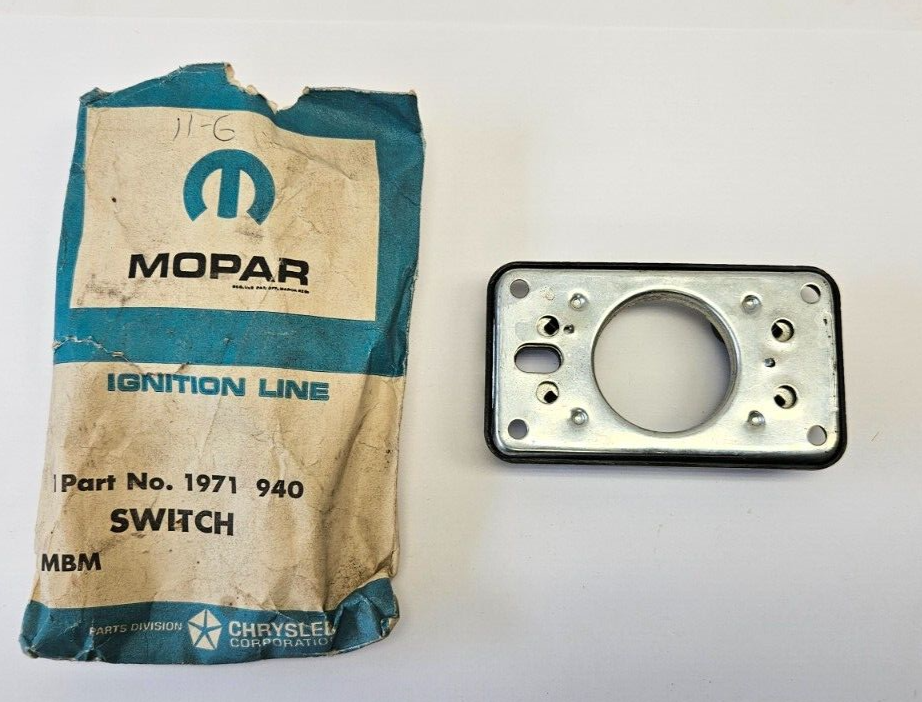 11-6
MOPAR
IGNITION LINE
1 Part No. 1971 940
SWITCH
MBM
PARTS DIVISION CHRYSLER
CORPORATION